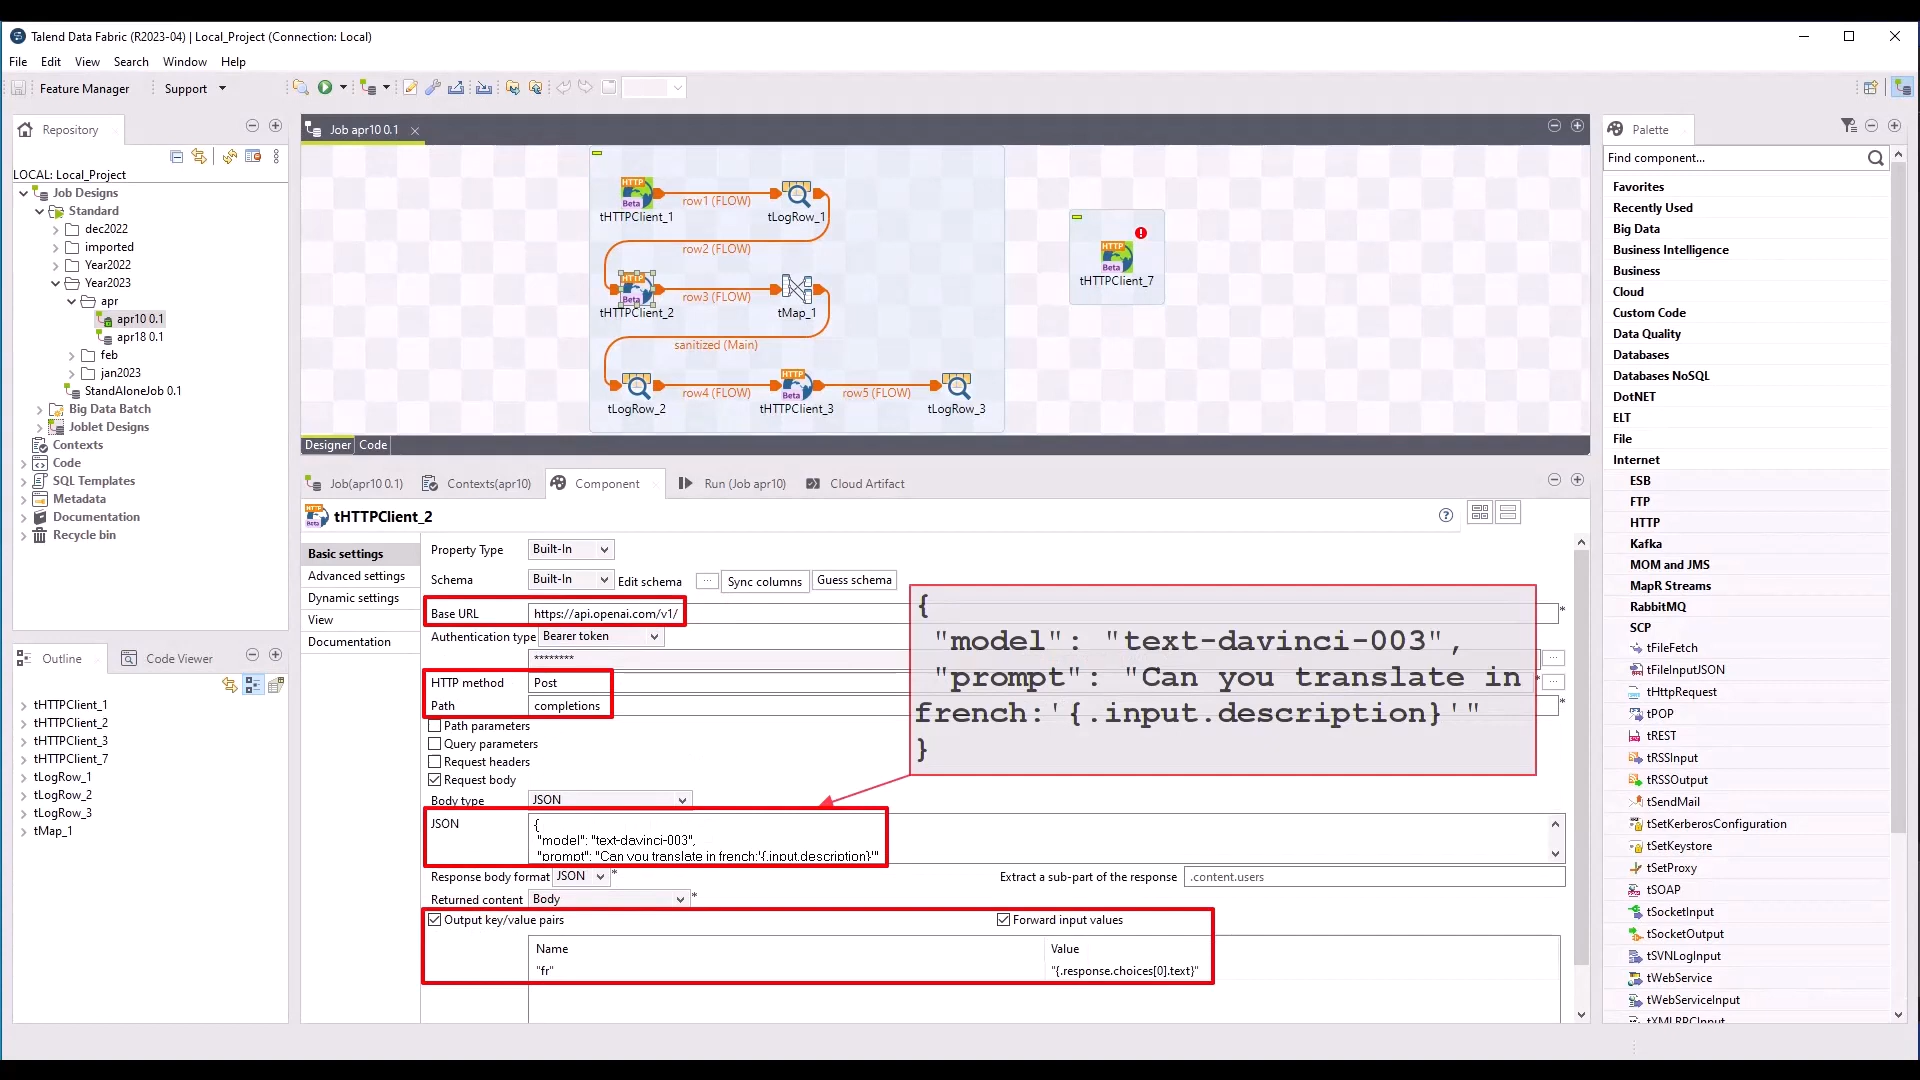 Talend Data Fabric (R2023-04) | Local_Project (Connection: Local)
File Edit View Search Window Help
Feature Manager Support
Repository
LOCAL: Local_Project
Job Designs
Standard
dec2022
imported
Year2022
Year2023
apr
apr10 0.1
apr18 0.1
feb
jan2023
StandAloneJob 0.1
Big Data Batch
Joblet Designs
Contexts
Code
SQL Templates
Metadata
Documentation
Recycle bin
Outline Code Viewer
tHTTPClient_1
tHTTPClient_2
tHTTPClient_3
tHTTPClient_7
tLogRow_1
tLogRow_2
tLogRow_3
tMap_1
Job apr10 0.1
HTTP
Beta
tHTTPClient_1
row1 (FLOW)
tLogRow_1
row2 (FLOW)
HTTP
Beta
tHTTPClient_2
row3 (FLOW)
tMap_1
sanitized (Main)
tLogRow_2
row4 (FLOW)
HTTP
Beta
tHTTPClient_3
row5 (FLOW)
tLogRow_3
HTTP
Beta
tHTTPClient_7
Designer Code
Job(apr10 0.1) Contexts(apr10) Component Run (Job apr10) Cloud Artifact
tHTTPClient_2
Basic settings
Advanced settings
Dynamic settings
View
Documentation
Property Type Built-In
Schema Built-In Edit schema ... Sync columns Guess schema
Base URL https://api.openai.com/v1/ *
Authentication type Bearer token
******** ...
HTTP method Post * ...
Path completions *
Path parameters
Query parameters
Request headers
Request body
Body type JSON
JSON {
"model": "text-davinci-003",
"prompt": "Can you translate in french:'{.input.description}'"
Response body format JSON * Extract a sub-part of the response .content.users
Returned content Body *
Output key/value pairs Forward input values
Name Value
"fr" "{.response.choices[0].text}"
{
"model": "text-davinci-003",
"prompt": "Can you translate in
french:'{.input.description}'"
}
Palette
Find component...
Favorites
Recently Used
Big Data
Business Intelligence
Business
Cloud
Custom Code
Data Quality
Databases
Databases NoSQL
DotNET
ELT
File
Internet
ESB
FTP
HTTP
Kafka
MOM and JMS
MapR Streams
RabbitMQ
SCP
tFileFetch
tFileInputJSON
tHttpRequest
tPOP
tREST
tRSSInput
tRSSOutput
tSendMail
tSetKerberosConfiguration
tSetKeystore
tSetProxy
tSOAP
tSocketInput
tSocketOutput
tSVNLogInput
tWebService
tWebServiceInput
tXMLRPCInput